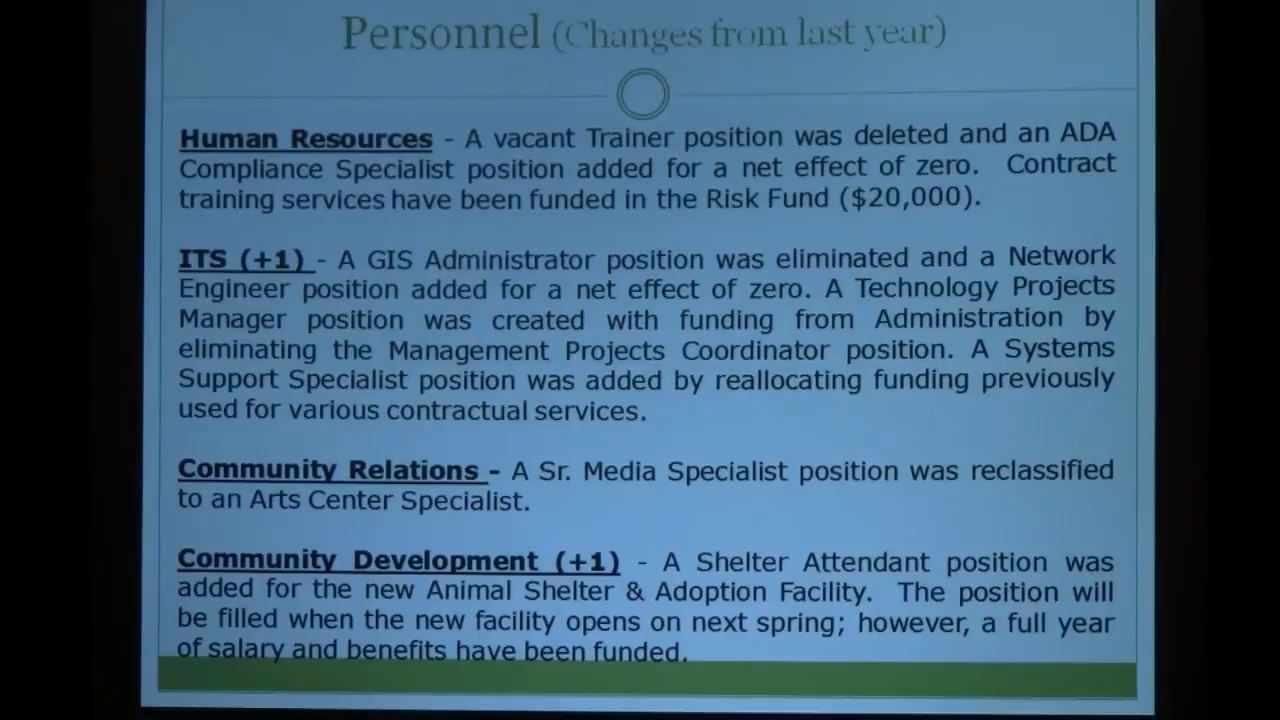 Personnel (Changes from last year)
Human Resources - A vacant Trainer position was deleted and an ADA
Compliance Specialist position added for a net effect of zero. Contract
training services have been funded in the Risk Fund ($20,000).
ITS (+1) - A GIS Administrator position was eliminated and a Network
Engineer position added for a net effect of zero. A Technology Projects
Manager position was created with funding from Administration by
eliminating the Management Projects Coordinator position. A Systems
Support Specialist position was added by reallocating funding previously
used for various contractual services.
Community Relations - A Sr. Media Specialist position was reclassified
to an Arts Center Specialist.
Community Development (+1) - A Shelter Attendant position was
added for the new Animal Shelter & Adoption Facility. The position will
be filled when the new facility opens on next spring; however, a full year
of salary and benefits have been funded.